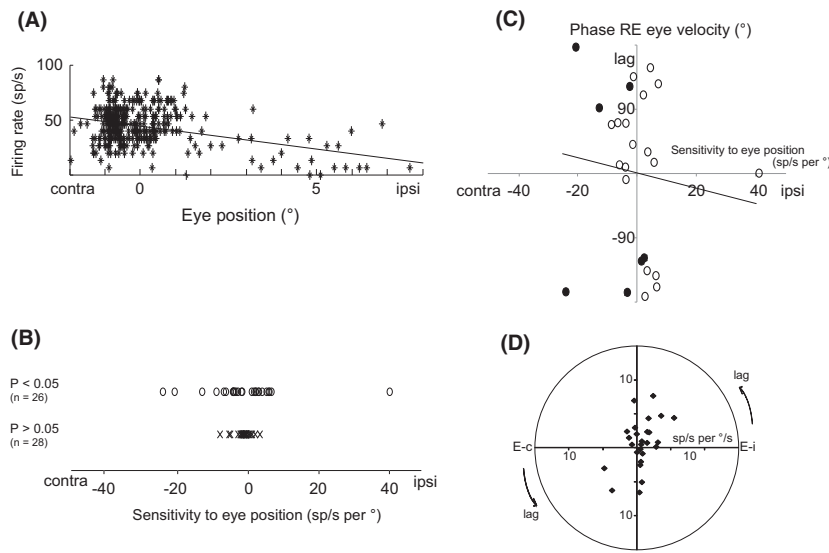 (A)
100
50
Firing rate (sp/s)
contra 0 5 ipsi
Eye position (°)
(B)
P < 0.05
(n = 26)
P > 0.05
(n = 28)
contra -40 -20 0 20 40 ipsi
Sensitivity to eye position (sp/s per °)
(C)
Phase RE eye velocity (°)
lag
90
Sensitivity to eye position
(sp/s per °)
contra -40 -20 20 40 ipsi
-90
(D)
lag
10
sp/s per °/s
E-c E-i
10 10
lag
10